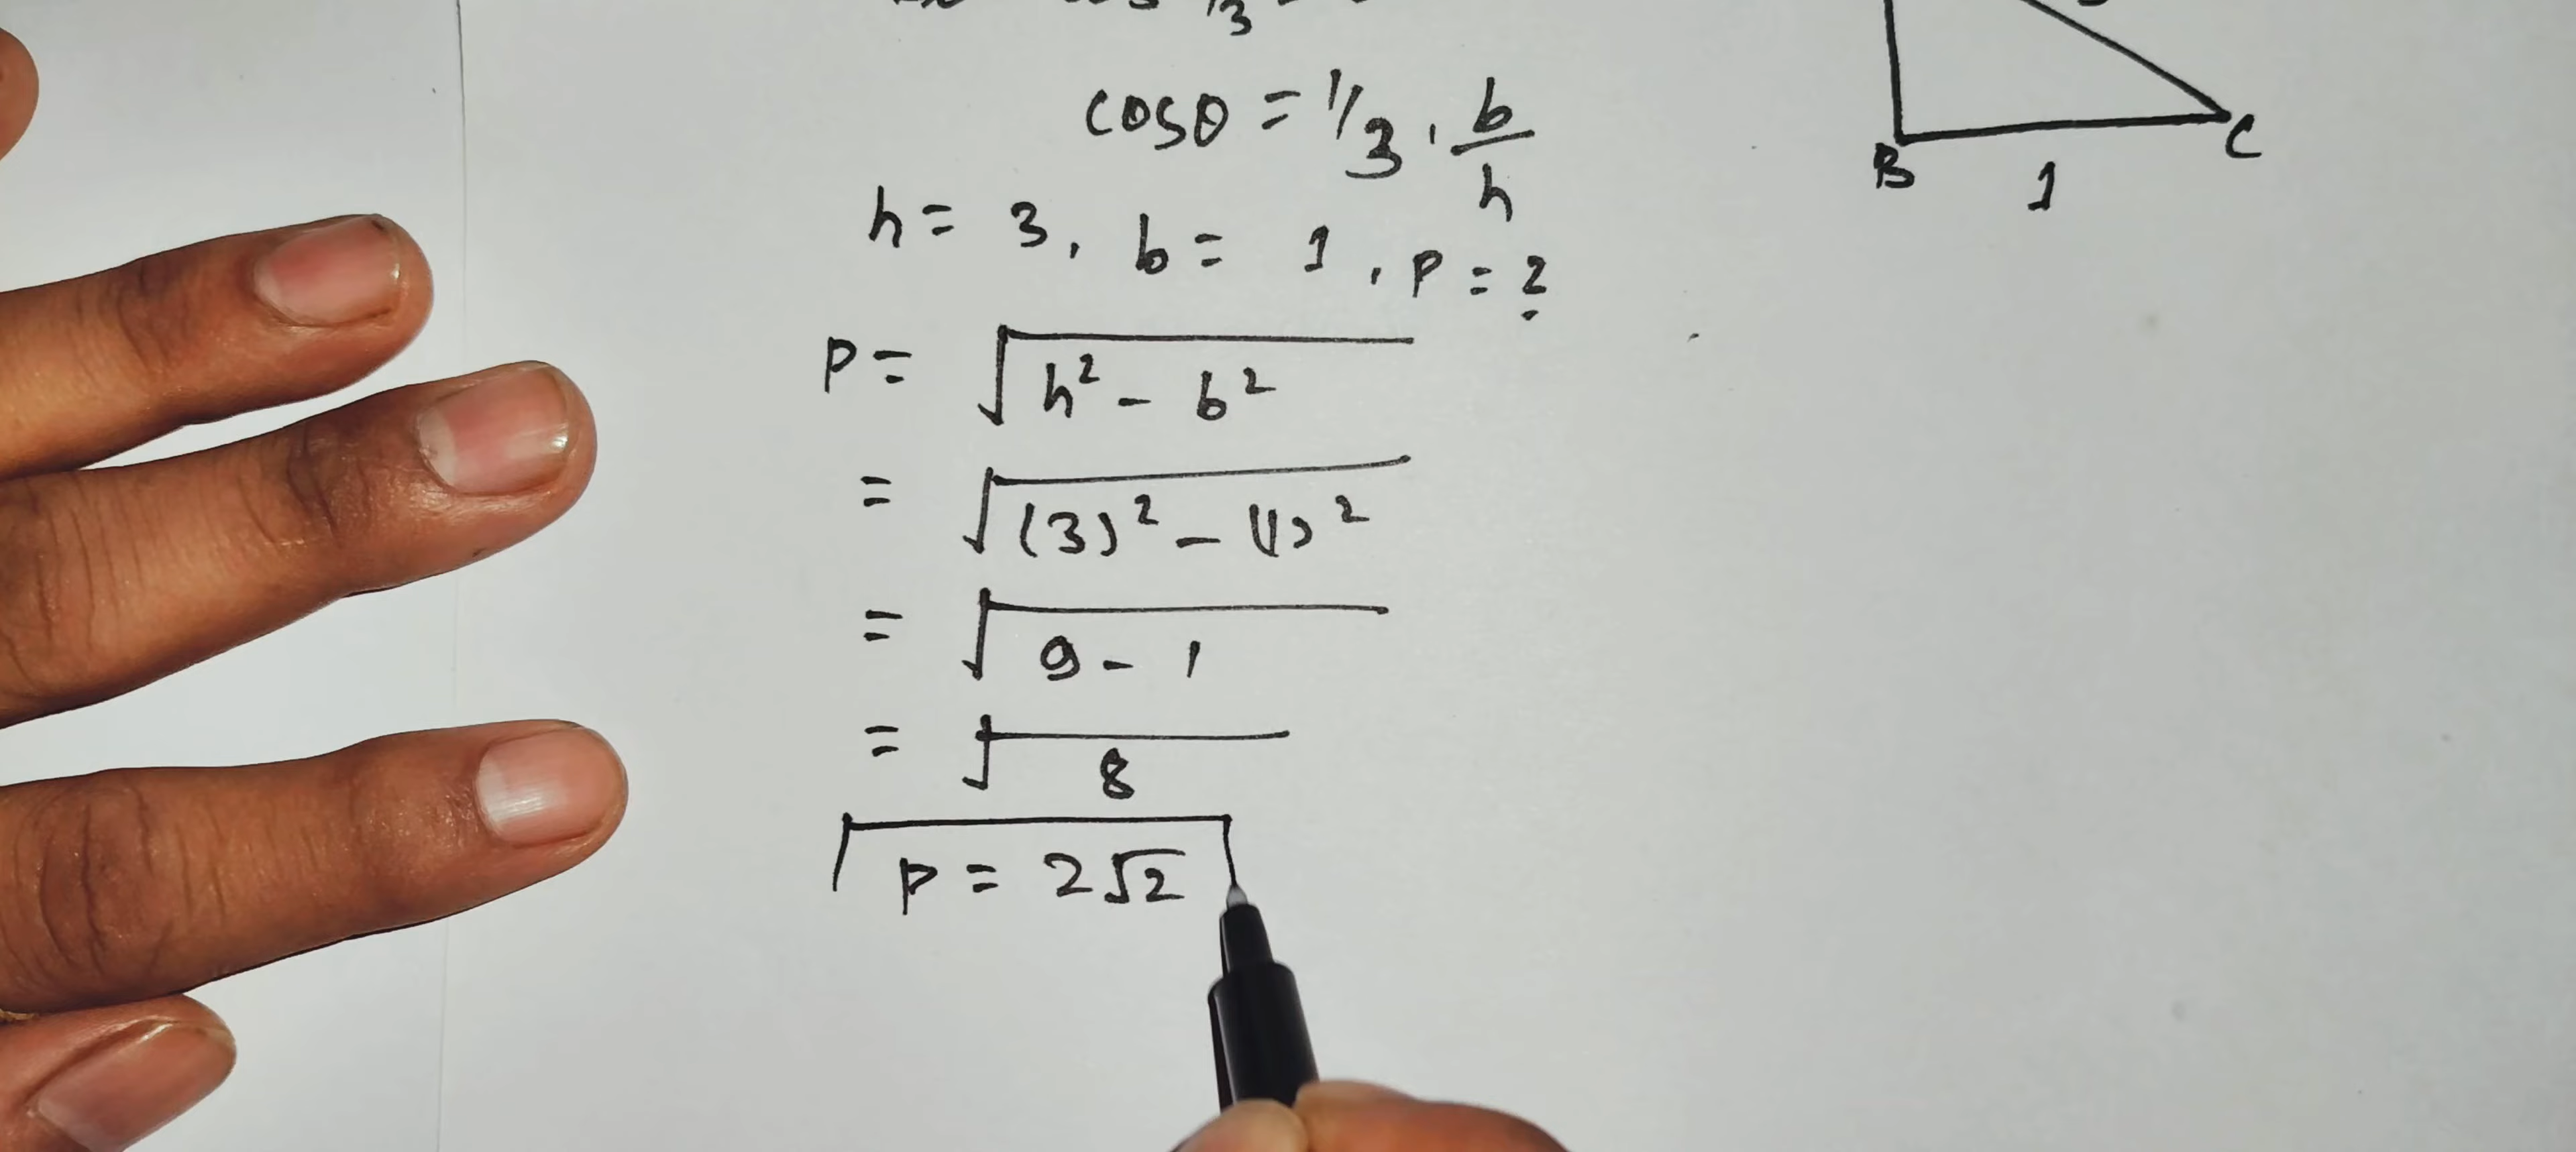 cosθ = 1/3 . b/h
h = 3, b = 1, p = ?
p = √(h² - b²)
= √((3)² - (1)²)
= √(9 - 1)
= √8
p = 2√2
B 1 C